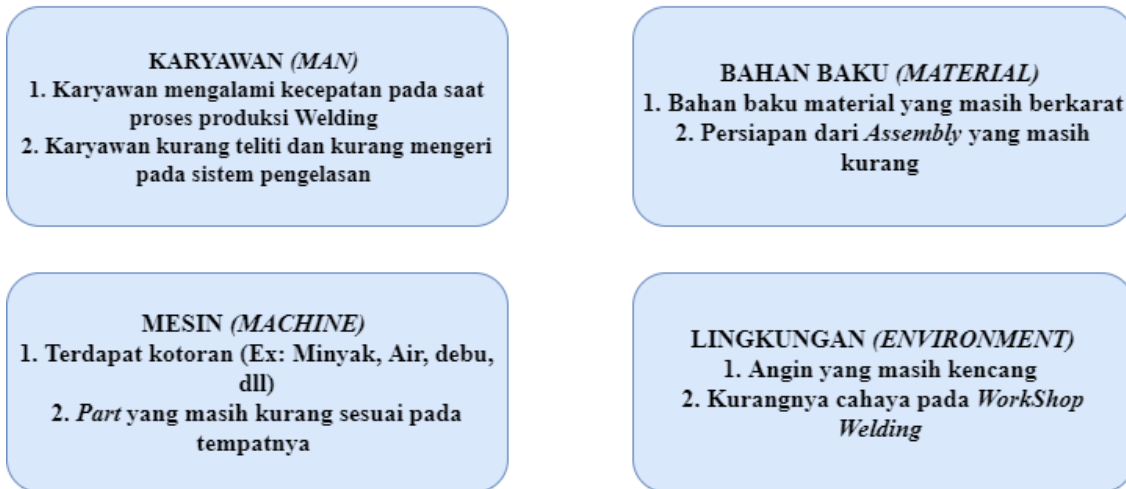 KARYAWAN (MAN)
1. Karyawan mengalami kecepatan pada saat
proses produksi Welding
2. Karyawan kurang teliti dan kurang mengeri
pada sistem pengelasan
BAHAN BAKU (MATERIAL)
1. Bahan baku material yang masih berkarat
2. Persiapan dari Assembly yang masih
kurang
MESIN (MACHINE)
1. Terdapat kotoran (Ex: Minyak, Air, debu,
dll)
2. Part yang masih kurang sesuai pada
tempatnya
LINGKUNGAN (ENVIRONMENT)
1. Angin yang masih kencang
2. Kurangnya cahaya pada WorkShop
Welding